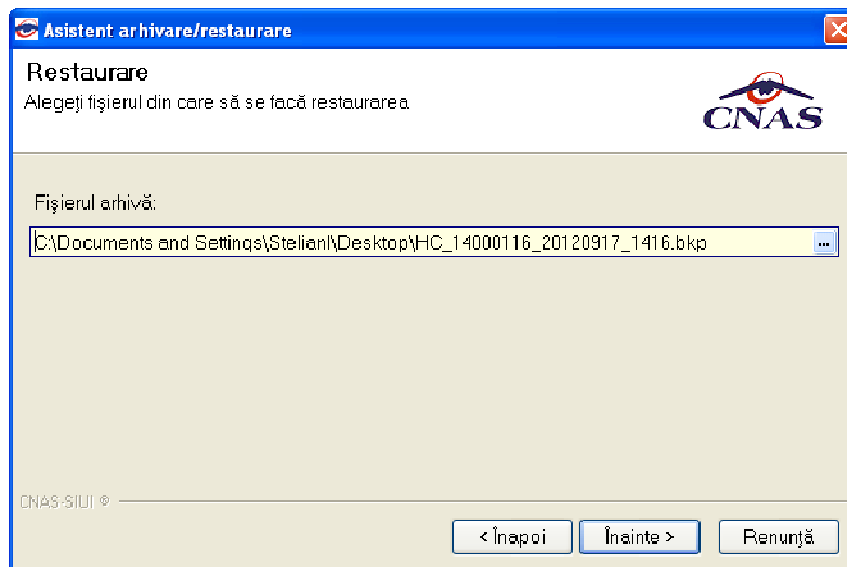 Asistent arhivare/restaurare
Restaurare
Alegeți fișierul din care să se facă restaurarea
CNAS
Fișierul arhivă:
C:\Documents and Settings\StelianI\Desktop\HC_14000116_20120917_1416.bkp
...
CNAS-SIUI ®
< Înapoi
Înainte >
Renunță